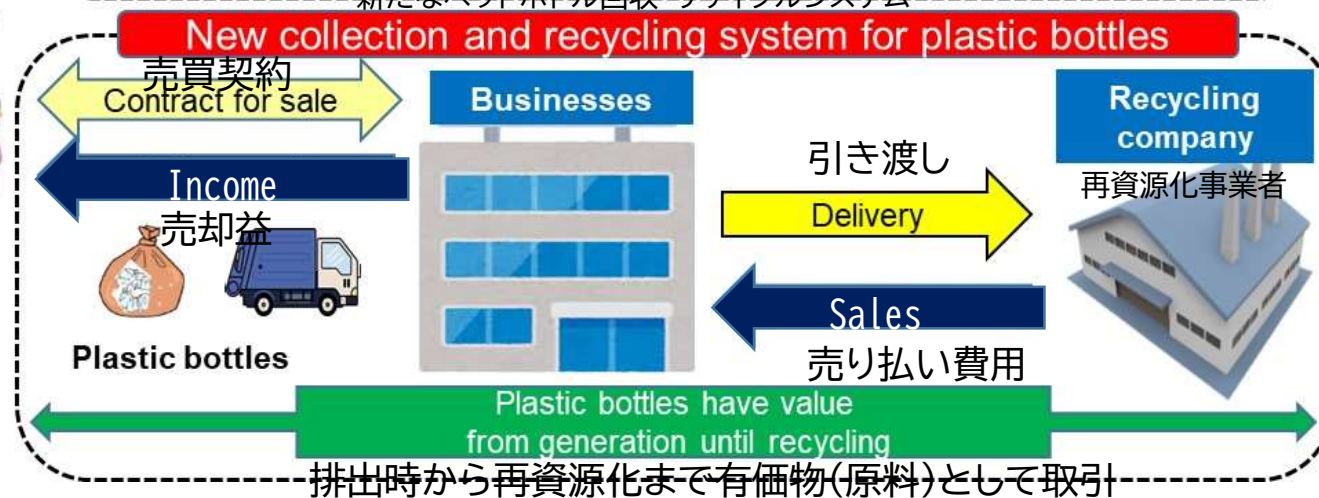 New collection and recycling system for plastic bottles
売買契約
Contract for sale
Income
売却益
Plastic bottles
Businesses
引き渡し
Delivery
Sales
売り払い費用
Recycling
company
再資源化事業者
Plastic bottles have value
from generation until recycling
排出時から再資源化まで有価物(原料)として取引